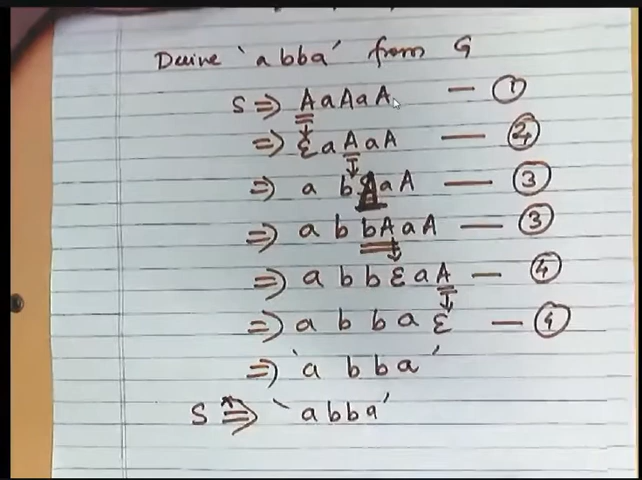 Derive 'abba' from G
S ⇒ AaAaA — ①
⇒ εaAaA — ②
⇒ a bAaA — ③
⇒ a b bAaA — ③
⇒ a b b ε a A — ④
⇒ a b b a ε — ④
⇒ 'a b b a'
S ⇒* 'abba'